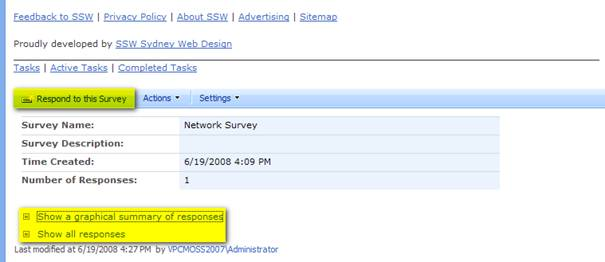 Feedback to SSW | Privacy Policy | About SSW | Advertising | Sitemap
Proudly developed by SSW Sydney Web Design
Tasks | Active Tasks | Completed Tasks
Respond to this Survey Actions Settings
Survey Name: Network Survey
Survey Description:
Time Created: 6/19/2008 4:09 PM
Number of Responses: 1
Show a graphical summary of responses
Show all responses
Last modified at 6/19/2008 4:27 PM by VPCMOSS2007\Administrator